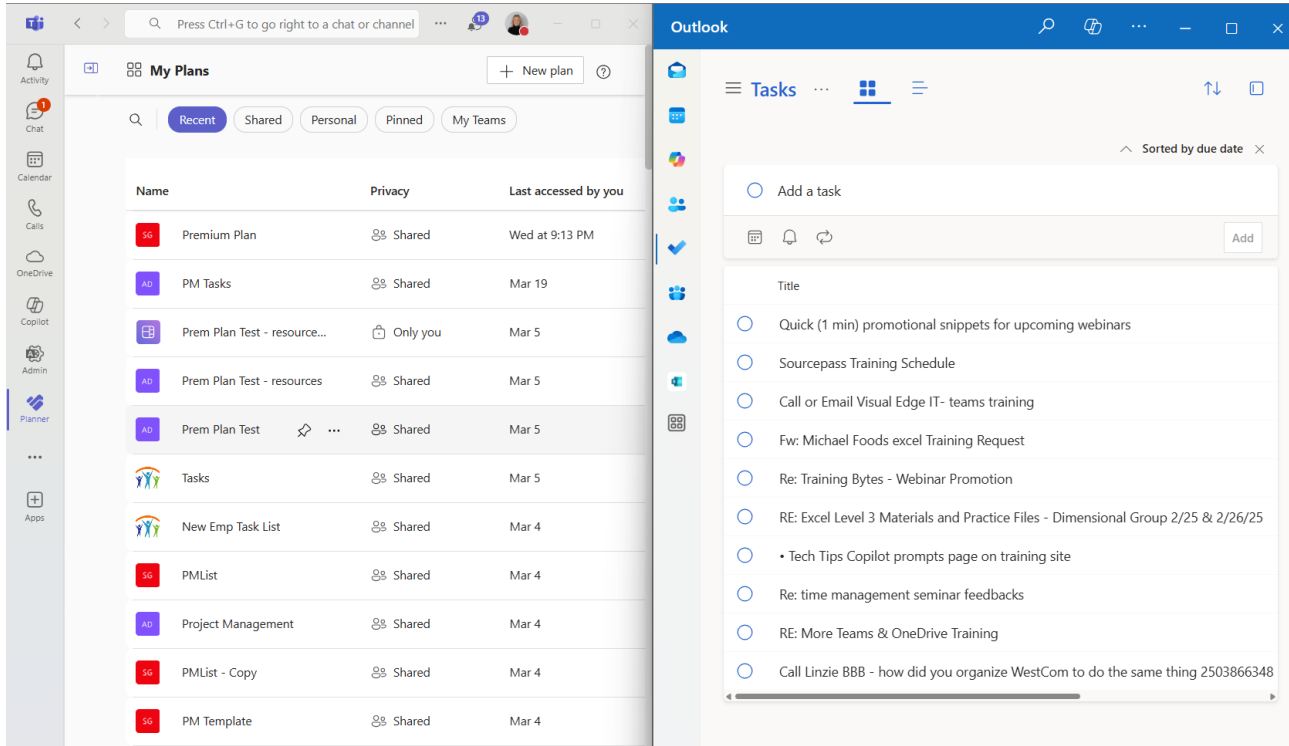 Press Ctrl+G to go right to a chat or channel
13
Activity
1
Chat
Calendar
Calls
OneDrive
Copilot
Admin
Planner
Apps
My Plans
New plan
Recent
Shared
Personal
Pinned
My Teams
Name Privacy Last accessed by you
SG Premium Plan Shared Wed at 9:13 PM
AD PM Tasks Shared Mar 19
Prem Plan Test - resource... Only you Mar 5
AD Prem Plan Test - resources Shared Mar 5
AD Prem Plan Test ... Shared Mar 5
Tasks Shared Mar 5
New Emp Task List Shared Mar 4
SG PMList Shared Mar 4
AD Project Management Shared Mar 4
SG PMList - Copy Shared Mar 4
SG PM Template Shared Mar 4
Outlook
Tasks
Sorted by due date
Add a task
Add
Title
Quick (1 min) promotional snippets for upcoming webinars
Sourcepass Training Schedule
Call or Email Visual Edge IT- teams training
Fw: Michael Foods excel Training Request
Re: Training Bytes - Webinar Promotion
RE: Excel Level 3 Materials and Practice Files - Dimensional Group 2/25 & 2/26/25
• Tech Tips Copilot prompts page on training site
Re: time management seminar feedbacks
RE: More Teams & OneDrive Training
Call Linzie BBB - how did you organize WestCom to do the same thing 2503866348